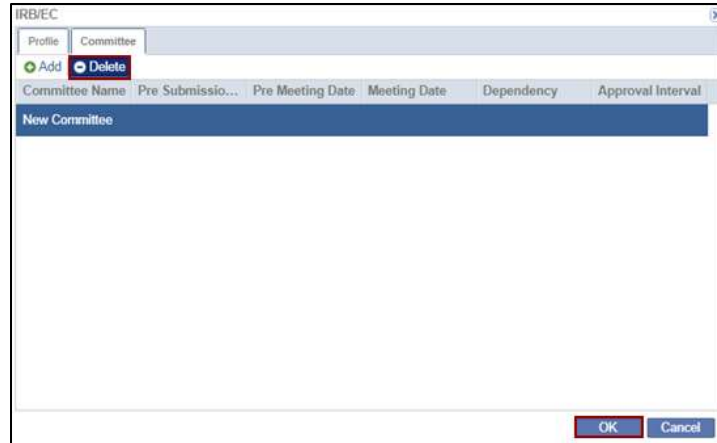 IRB/EC
Profile Committee
Add Delete
Committee Name Pre Submissio... Pre Meeting Date Meeting Date Dependency Approval Interval
New Committee
OK Cancel